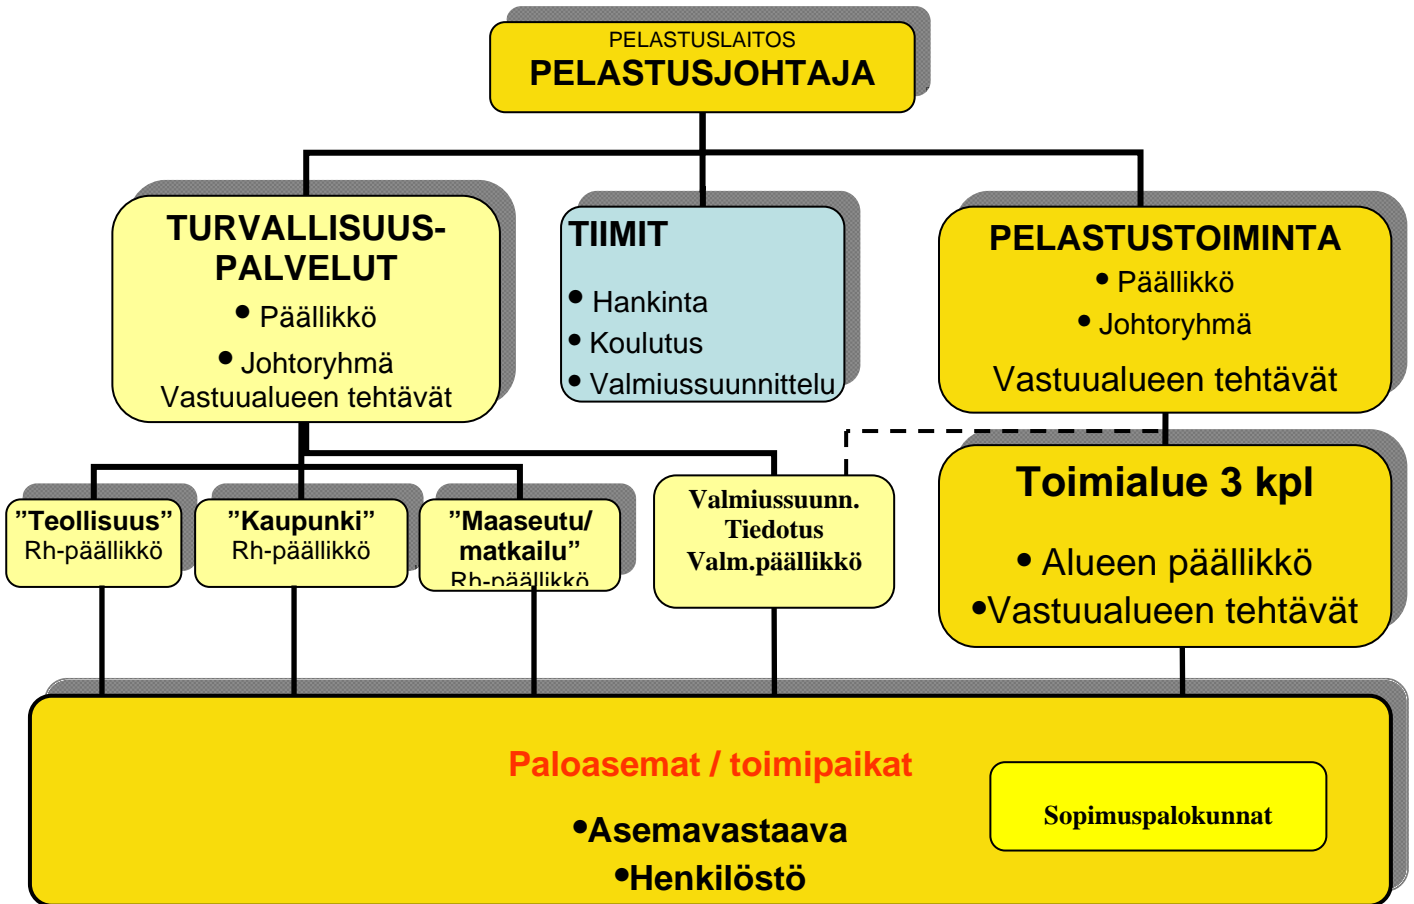 PELASTUSLAITOS
PELASTUSJOHTAJA
TURVALLISUUS-
PALVELUT
• Päällikkö
• Johtoryhmä
Vastuualueen tehtävät
TIIMIT
• Hankinta
• Koulutus
• Valmiussuunnittelu
PELASTUSTOIMINTA
• Päällikkö
• Johtoryhmä
Vastuualueen tehtävät
”Teollisuus”
Rh-päällikkö
”Kaupunki”
Rh-päällikkö
”Maaseutu/
matkailu”
Rh-päällikkö
Valmiussuunn.
Tiedotus
Valm.päällikkö
Toimialue 3 kpl
• Alueen päällikkö
•Vastuualueen tehtävät
Paloasemat / toimipaikat
•Asemavastaava
•Henkilöstö
Sopimuspalokunnat